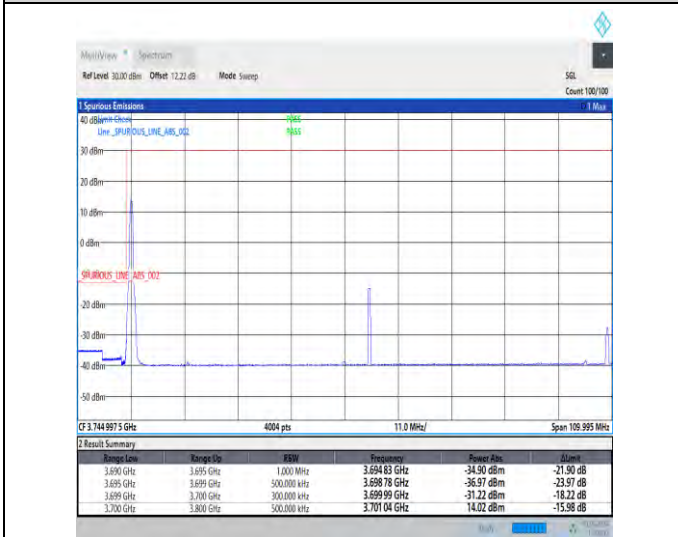 MultiView Spectrum
Ref Level 30.00 dBm Offset 12.22 dB Mode Sweep SGL
Count 100/100
1 Spurious Emissions 1 Max
40 dBm Limit Check PASS
Line _SPURIOUS_LINE_ABS_002 PASS
30 dBm
20 dBm
10 dBm
0 dBm
_SPURIOUS_LINE_ABS_002
-20 dBm
-30 dBm
-40 dBm
-50 dBm
CF 3.744 997 5 GHz 4004 pts 11.0 MHz/ Span 109.995 MHz
2 Result Summary
Range Low Range Up RBW Frequency Power Abs ΔLimit
3.690 GHz 3.695 GHz 1.000 MHz 3.694 83 GHz -34.90 dBm -21.90 dB
3.695 GHz 3.699 GHz 500.000 kHz 3.698 78 GHz -36.97 dBm -23.97 dB
3.699 GHz 3.700 GHz 300.000 kHz 3.699 99 GHz -31.22 dBm -18.22 dB
3.700 GHz 3.800 GHz 500.000 kHz 3.701 04 GHz 14.02 dBm -15.98 dB